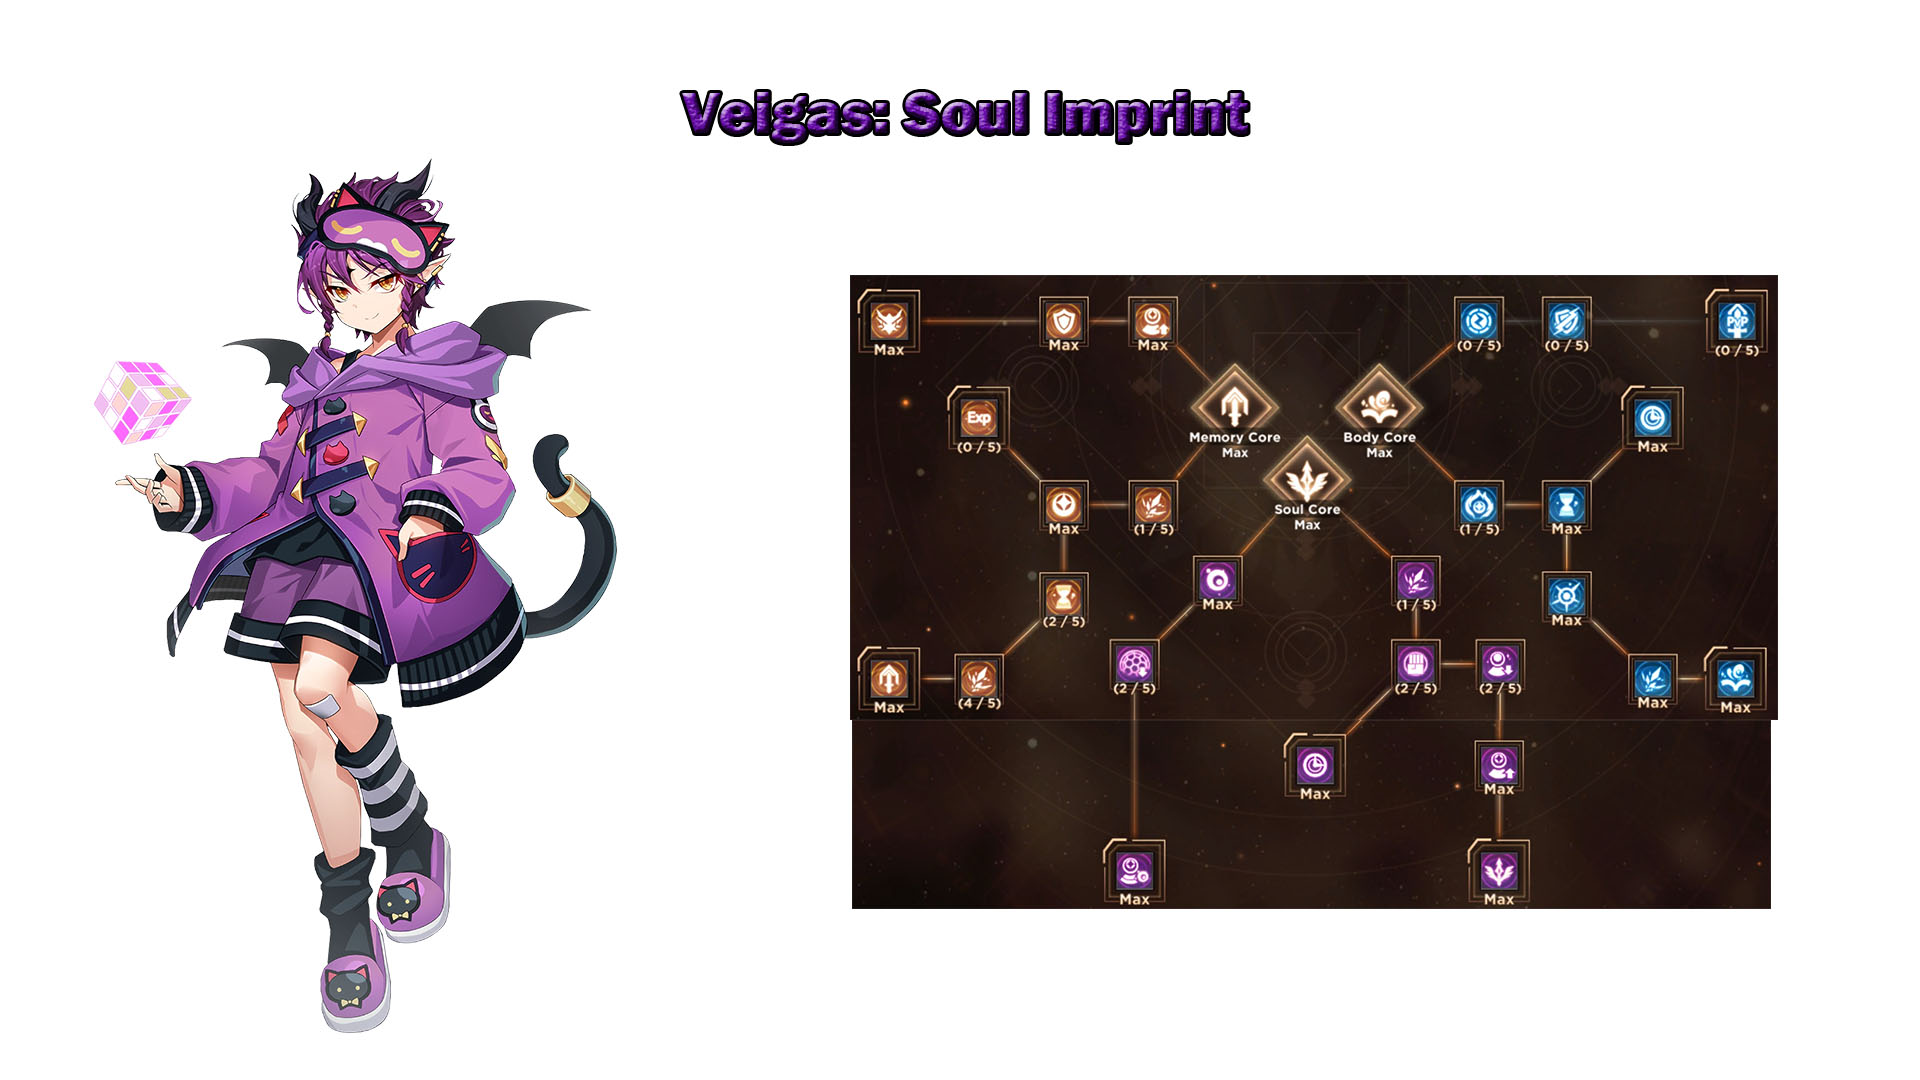 Veigas: Soul Imprint
Max
Max
Max
(0 / 5)
(0 / 5)
PVP
(0 / 5)
Exp
(0 / 5)
Memory Core
Max
Body Core
Max
Max
Soul Core
Max
Max
(1 / 5)
(1 / 5)
Max
(2 / 5)
Max
(1 / 5)
Max
Max
(4 / 5)
(2 / 5)
(2 / 5)
(2 / 5)
Max
Max
Max
Max
Max
Max